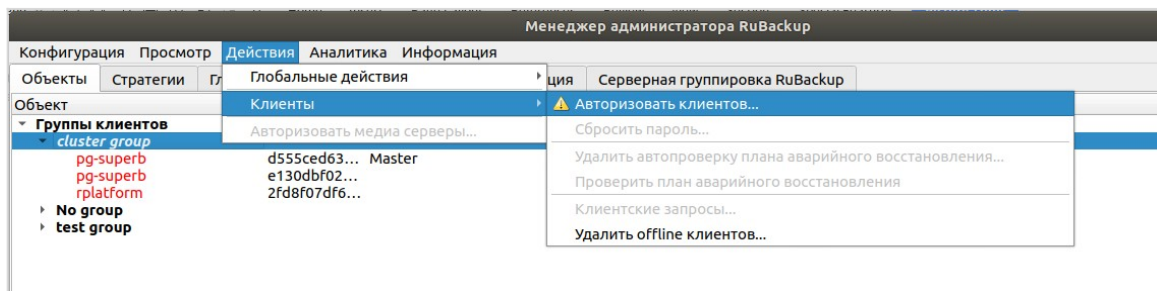 Менеджер администратора RuBackup
Конфигурация Просмотр Действия Аналитика Информация
Объекты Стратегии Гл ция Серверная группировка RuBackup
Глобальные действия
Объект
Клиенты
Авторизовать клиентов...
Группы клиентов
Авторизовать медиа серверы...
Сбросить пароль...
cluster group
pg-superb d555ced63... Master
Удалить автопроверку плана аварийного восстановления...
pg-superb e130dbf02...
Проверить план аварийного восстановления
rplatform 2fd8f07df6...
No group
Клиентские запросы...
test group
Удалить offline клиентов...